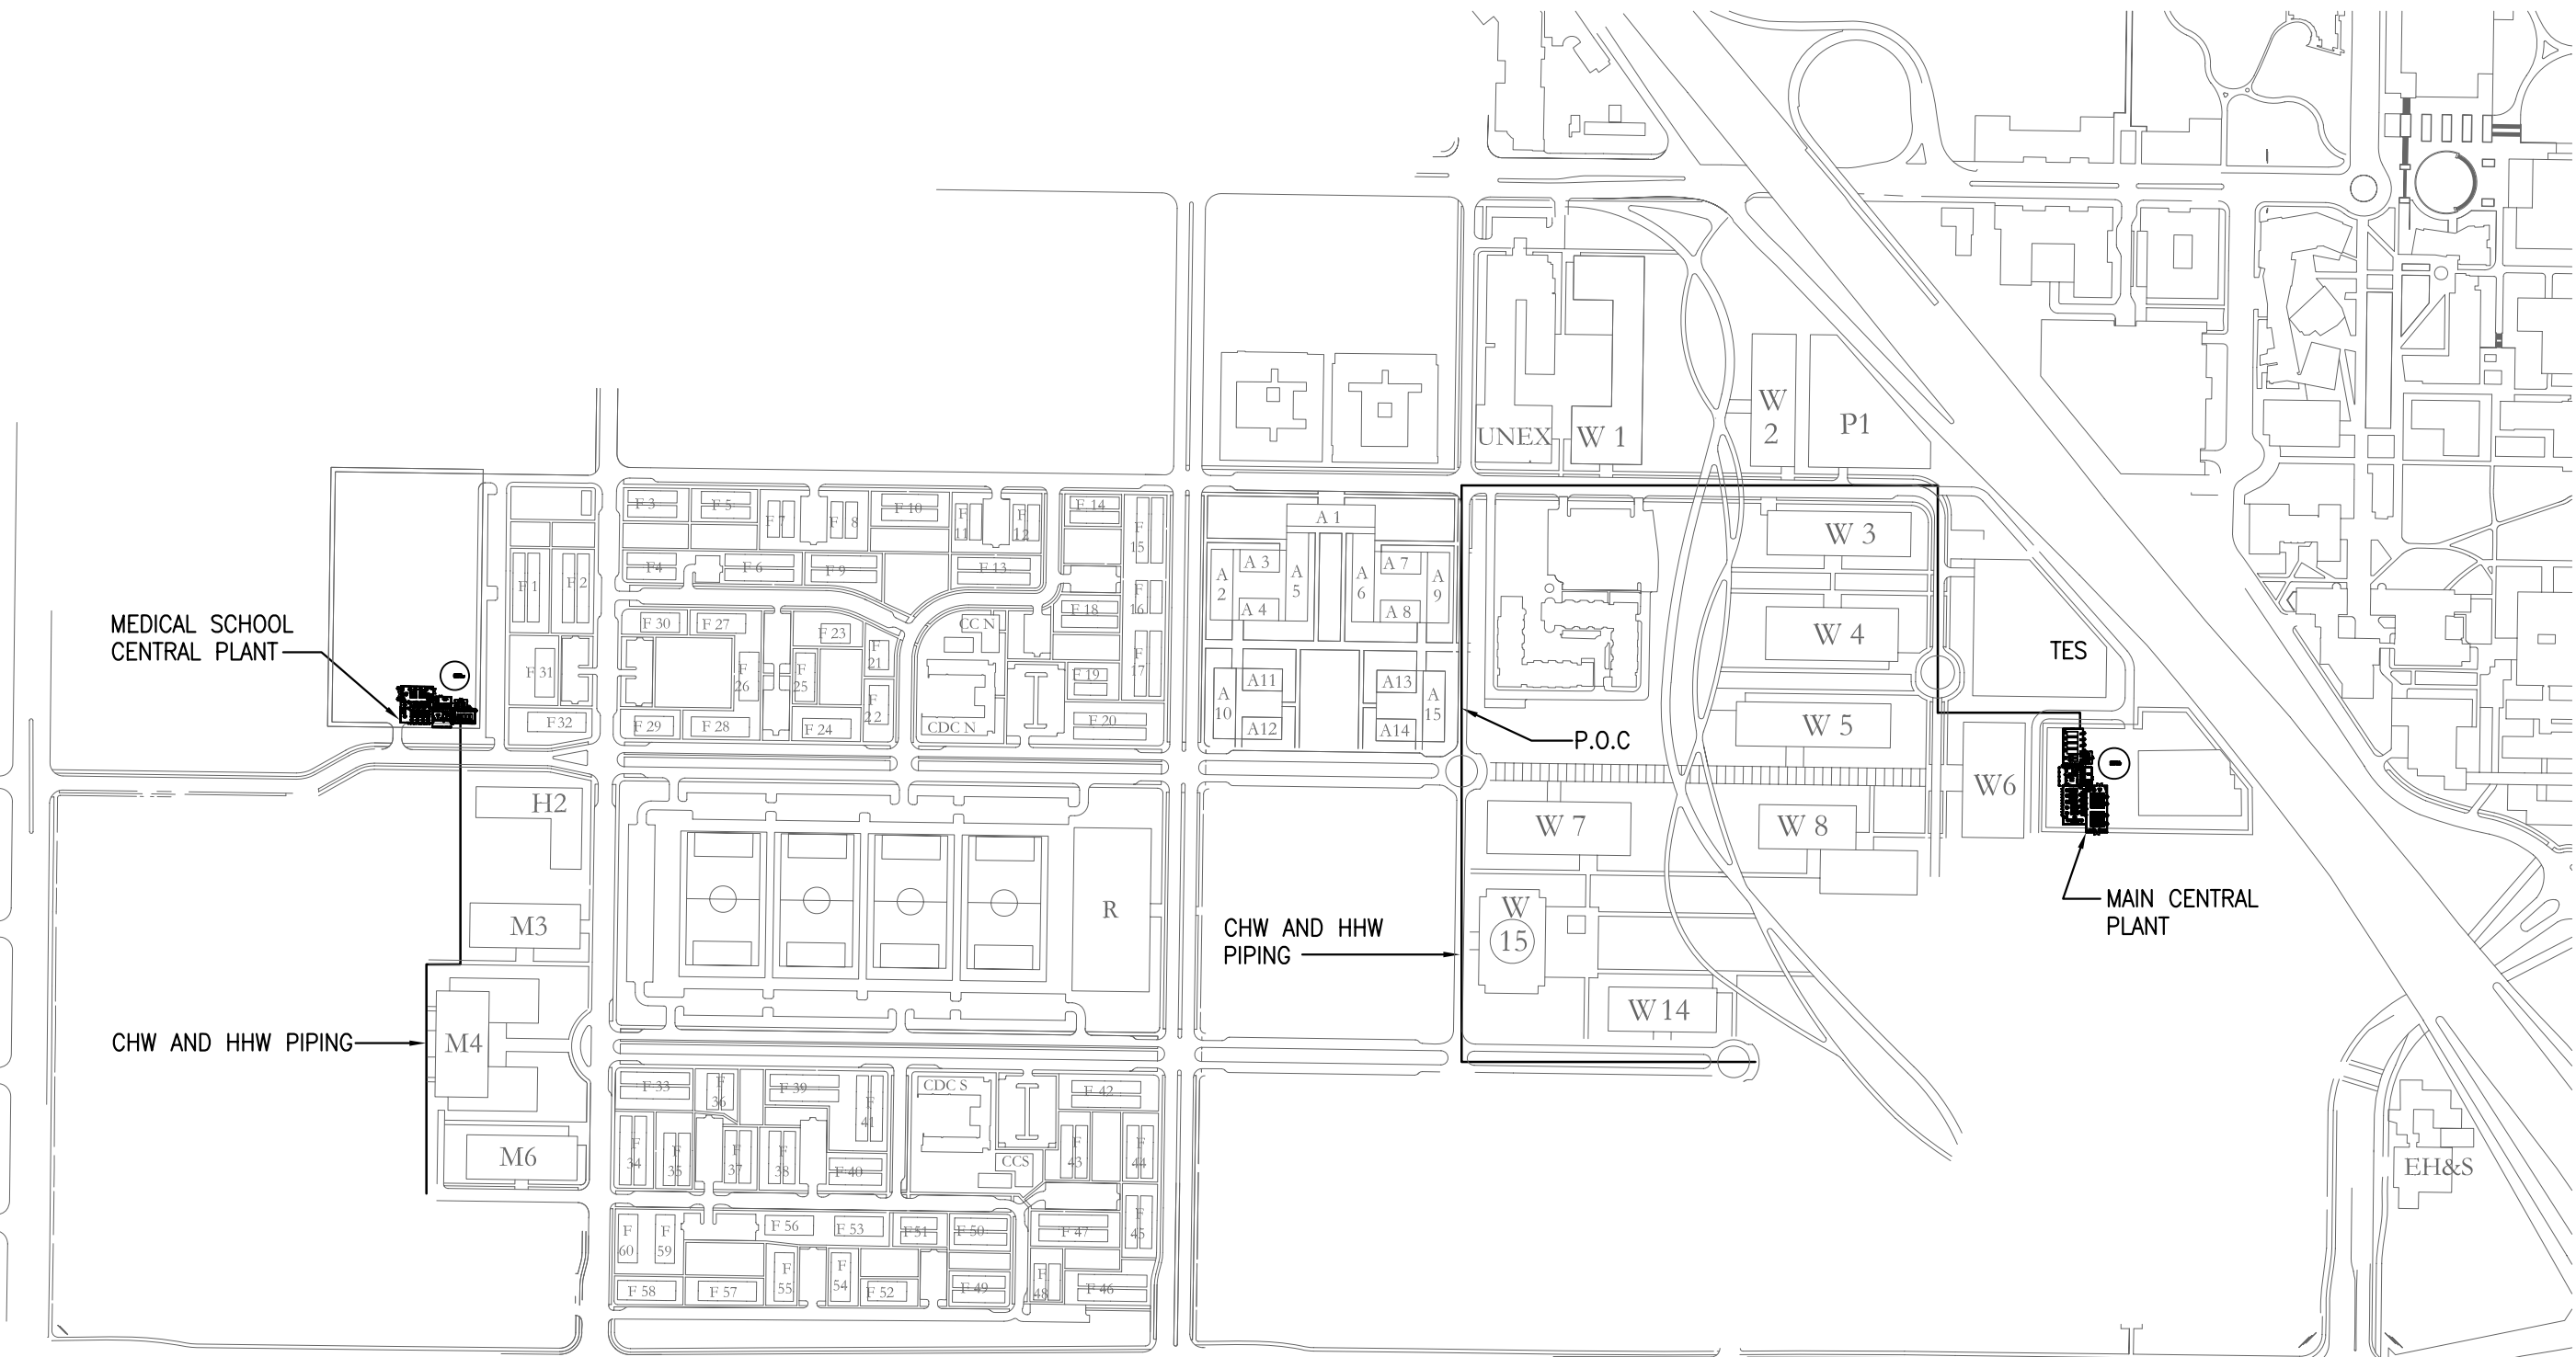 UNEX
W 1
W
2
P1
F 3
F 5
F 7
F 8
F 10
F
11
F
12
F 14
F
15
A 1
W 3
F 1
F 2
F4
F 6
F 9
F 13
F
16
A
2
A 3
A
5
A
6
A 7
A
9
A 4
A 8
MEDICAL SCHOOL
CENTRAL PLANT
F 30
F 27
F 23
CC N
F 18
W 4
TES
F 31
F
26
F
25
F
21
F
22
F 19
F
17
A
10
A11
A13
A
15
F32
F 29
F 28
F 24
CDC N
F 20
A12
A14
P.O.C
W 5
H2
W6
W 7
W 8
M3
R
CHW AND HHW
PIPING
W
15
MAIN CENTRAL
PLANT
W 14
CHW AND HHW PIPING
M4
F 33
F
36
F 39
F
41
CDC S
F 42
F
34
F
35
F
37
F
38
F 40
CCS
F
43
F
44
M6
EH&S
F
60
F
59
F 56
F 53
F 51
F 50
F 47
F
45
F 58
F 57
F
55
F
54
F 52
F 49
F
48
F 46